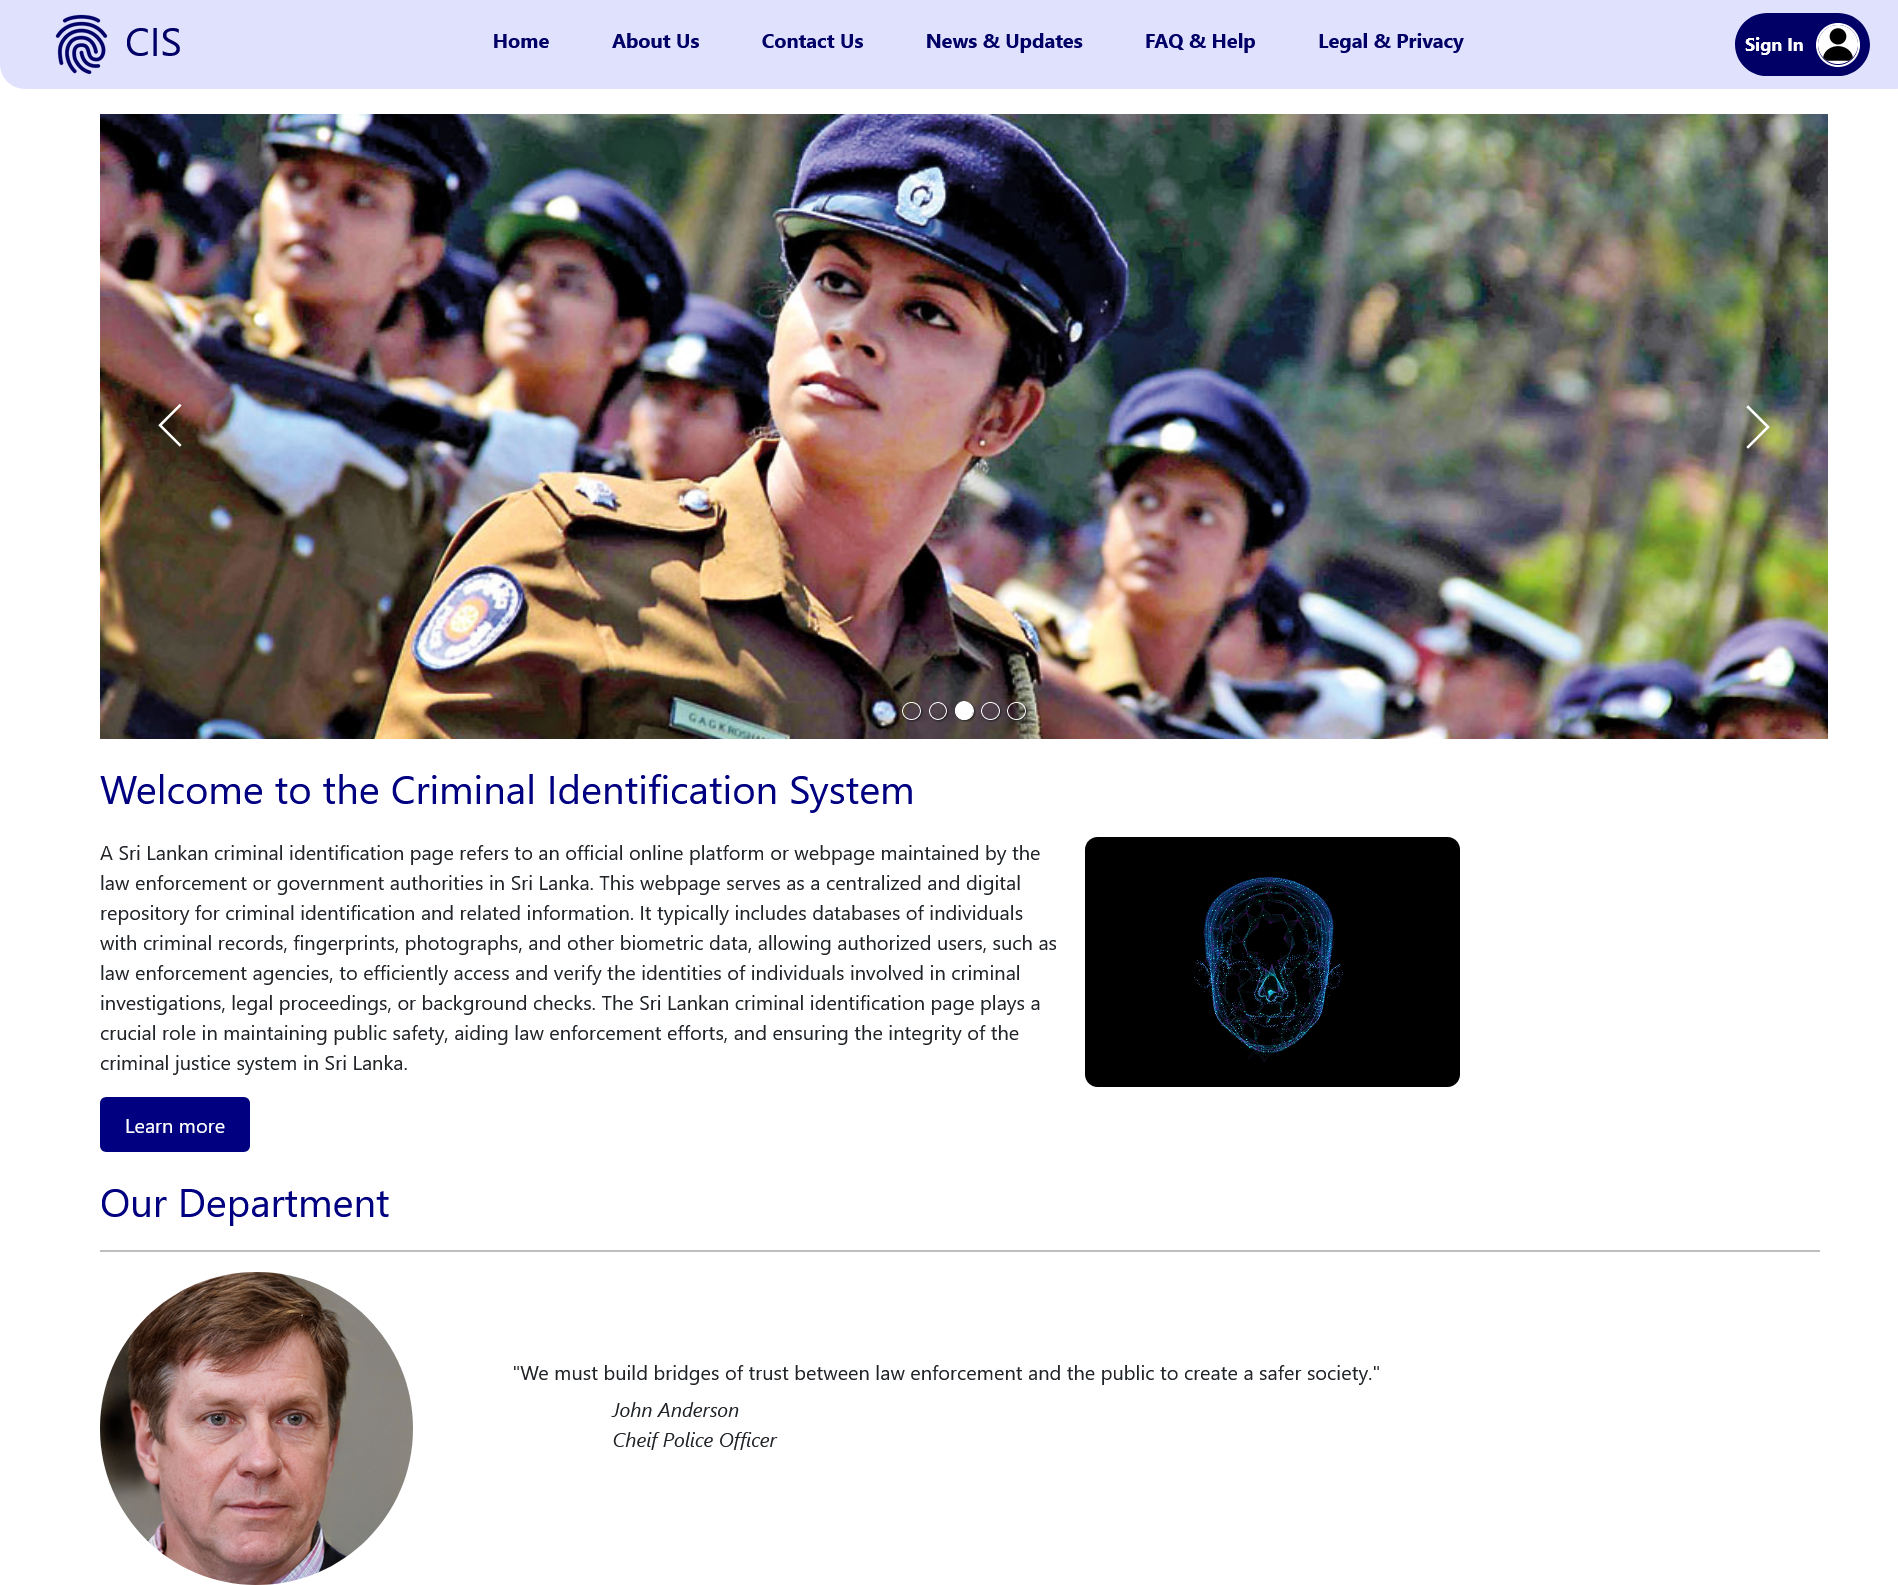 CIS
Home
About Us
Contact Us
News & Updates
FAQ & Help
Legal & Privacy
Sign In
Welcome to the Criminal Identification System
A Sri Lankan criminal identification page refers to an official online platform or webpage maintained by the
law enforcement or government authorities in Sri Lanka. This webpage serves as a centralized and digital
repository for criminal identification and related information. It typically includes databases of individuals
with criminal records, fingerprints, photographs, and other biometric data, allowing authorized users, such as
law enforcement agencies, to efficiently access and verify the identities of individuals involved in criminal
investigations, legal proceedings, or background checks. The Sri Lankan criminal identification page plays a
crucial role in maintaining public safety, aiding law enforcement efforts, and ensuring the integrity of the
criminal justice system in Sri Lanka.
Learn more
Our Department
"We must build bridges of trust between law enforcement and the public to create a safer society."
John Anderson
Cheif Police Officer